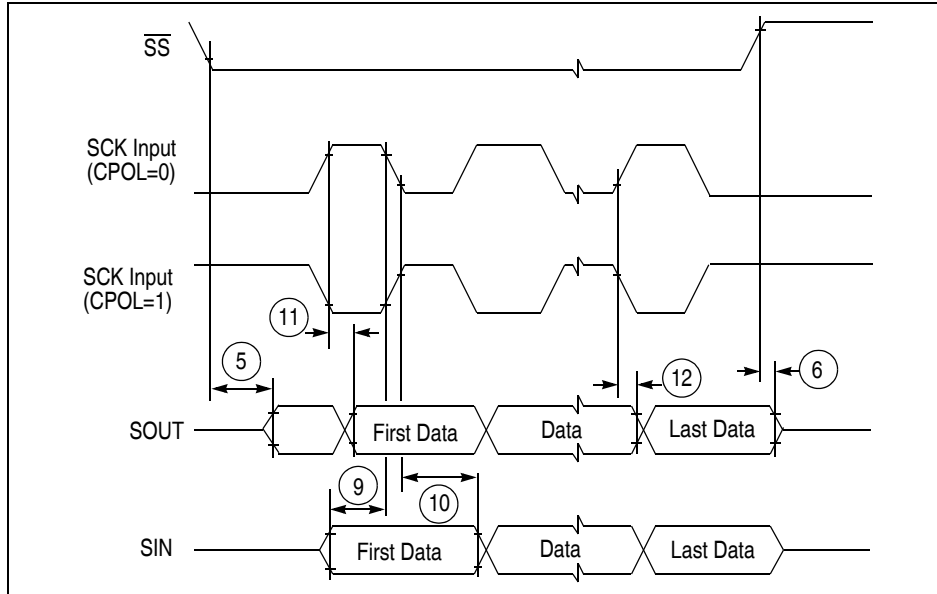 S̅S̅
SCK Input
(CPOL=0)
SCK Input
(CPOL=1)
11
5
12
6
SOUT
First Data
Data
Last Data
9
10
SIN
First Data
Data
Last Data